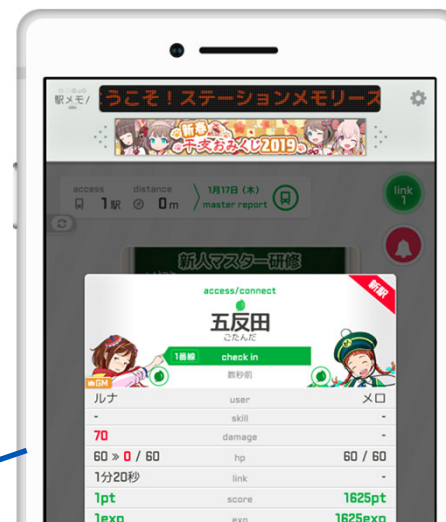 駅メモ!
うこそ!ステーションメモリーズ
新春
干支おみくじ2019
access distance 1月17日 (木)
1駅 0m master report
link
1
新人マスター研修
access/connect
新駅
五反田
ごたんだ
1番線 check in
数秒前
GM
ルナ user メロ
- skill -
70 damage -
60 » 0 / 60 hp 60 / 60
1分20秒 link -
1pt score 1625pt
1exp exp 1625exp